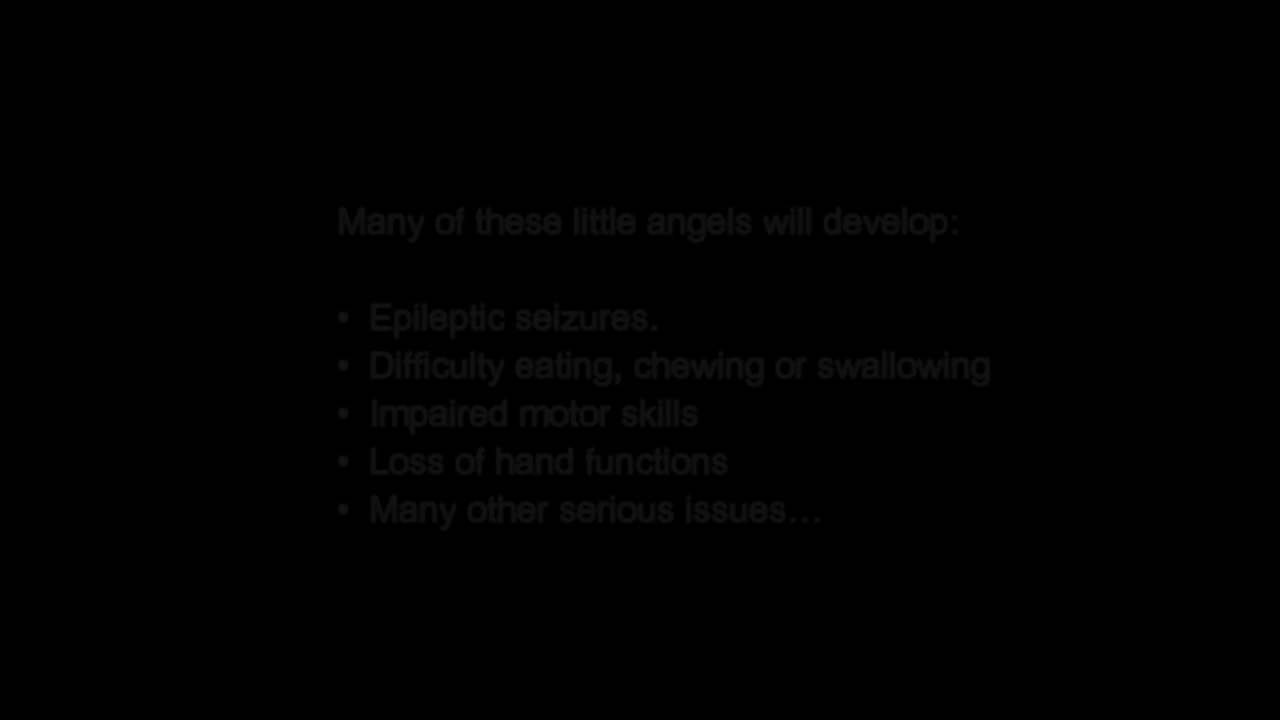 Many of these little angels will develop:
• Epileptic seizures.
• Difficulty eating, chewing or swallowing
• Impaired motor skills
• Loss of hand functions
• Many other serious issues…